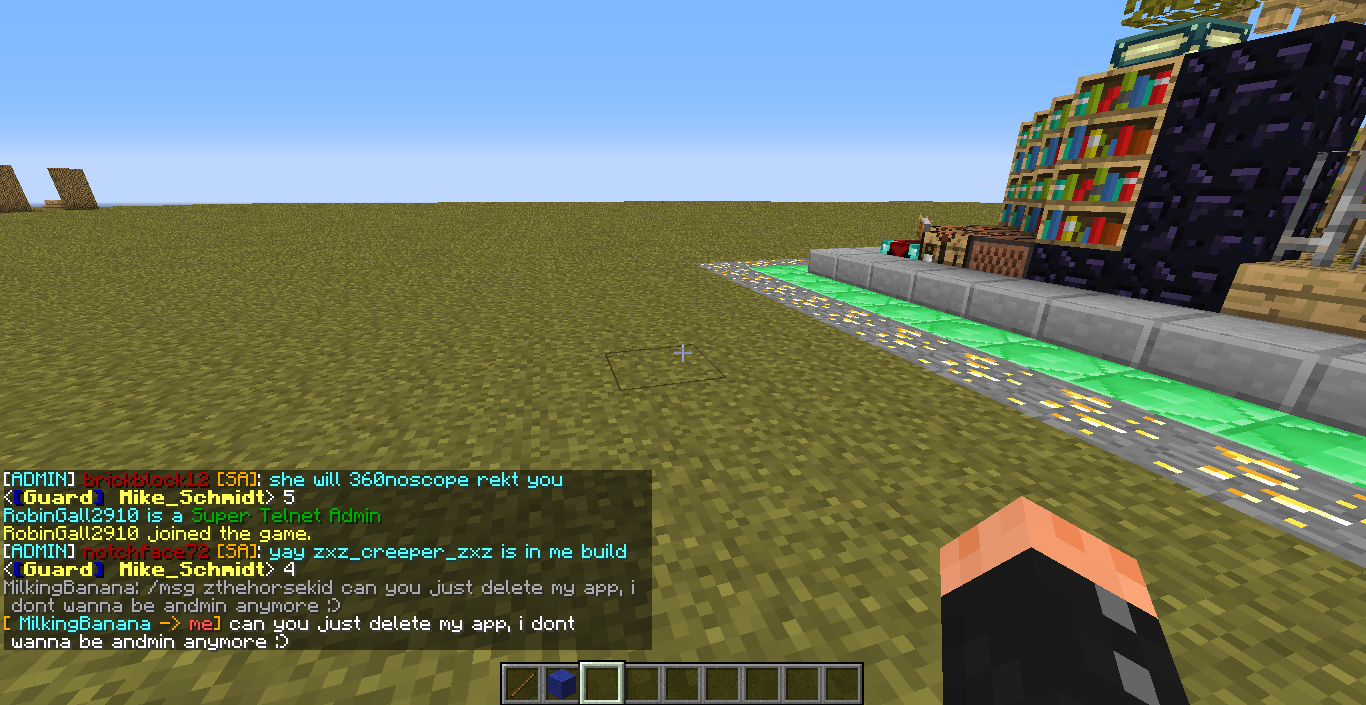 [ADMIN] brickblock12 [SA]: she will 360noscope rekt you
<[Guard] Mike_Schmidt> 5
RobinGall2910 is a Super Telnet Admin
RobinGall2910 joined the game.
[ADMIN] notchface72 [SA]: yay zxz_creeper_zxz is in me build
<[Guard] Mike_Schmidt> 4
MilkingBanana: /msg zthehorsekid can you just delete my app, i
dont wanna be andmin anymore :)
[ MilkingBanana -> me] can you just delete my app, i dont
wanna be andmin anymore :)